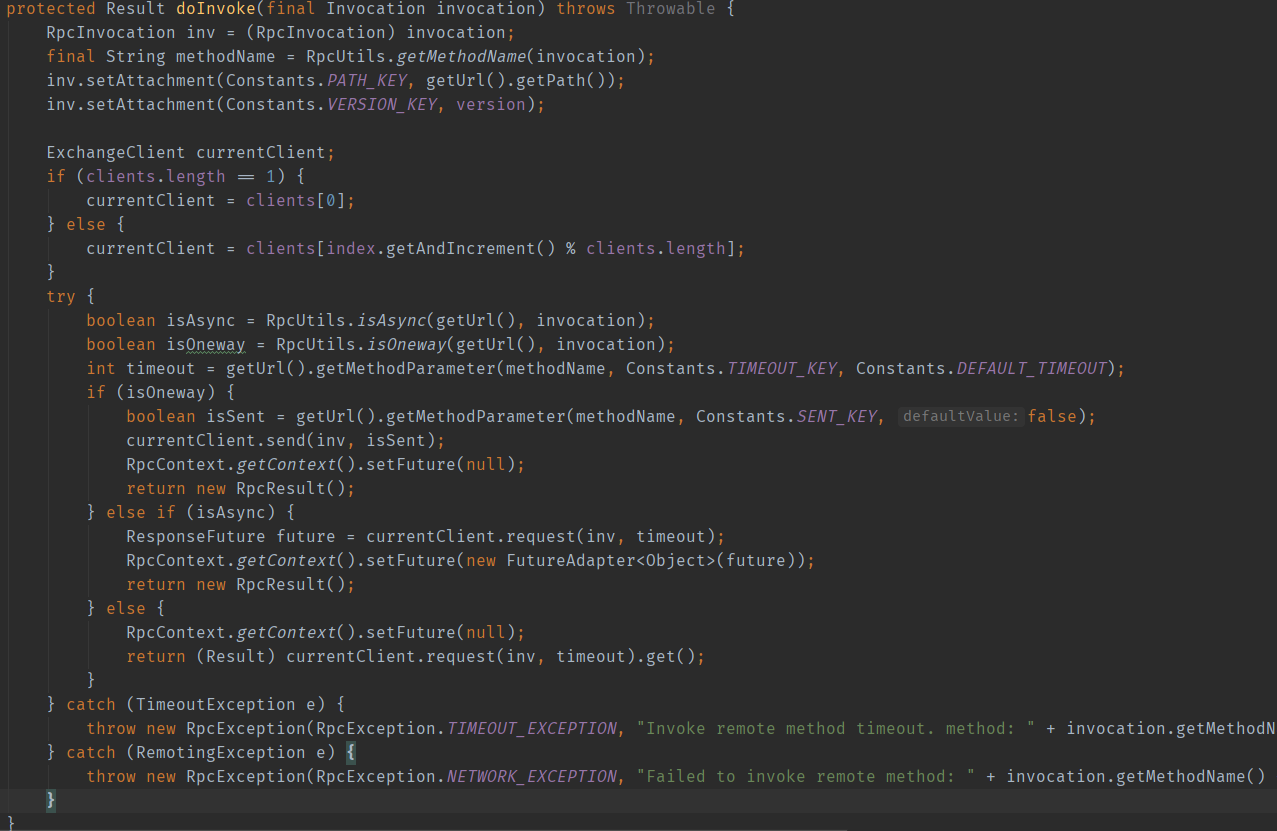 protected Result doInvoke(final Invocation invocation) throws Throwable {
    RpcInvocation inv = (RpcInvocation) invocation;
    final String methodName = RpcUtils.getMethodName(invocation);
    inv.setAttachment(Constants.PATH_KEY, getUrl().getPath());
    inv.setAttachment(Constants.VERSION_KEY, version);

    ExchangeClient currentClient;
    if (clients.length == 1) {
        currentClient = clients[0];
    } else {
        currentClient = clients[index.getAndIncrement() % clients.length];
    }
    try {
        boolean isAsync = RpcUtils.isAsync(getUrl(), invocation);
        boolean isOneway = RpcUtils.isOneway(getUrl(), invocation);
        int timeout = getUrl().getMethodParameter(methodName, Constants.TIMEOUT_KEY, Constants.DEFAULT_TIMEOUT);
        if (isOneway) {
            boolean isSent = getUrl().getMethodParameter(methodName, Constants.SENT_KEY, defaultValue: false);
            currentClient.send(inv, isSent);
            RpcContext.getContext().setFuture(null);
            return new RpcResult();
        } else if (isAsync) {
            ResponseFuture future = currentClient.request(inv, timeout);
            RpcContext.getContext().setFuture(new FutureAdapter<Object>(future));
            return new RpcResult();
        } else {
            RpcContext.getContext().setFuture(null);
            return (Result) currentClient.request(inv, timeout).get();
        }
    } catch (TimeoutException e) {
        throw new RpcException(RpcException.TIMEOUT_EXCEPTION, "Invoke remote method timeout. method: " + invocation.getMethodN
    } catch (RemotingException e) {
        throw new RpcException(RpcException.NETWORK_EXCEPTION, "Failed to invoke remote method: " + invocation.getMethodName()
    }
}